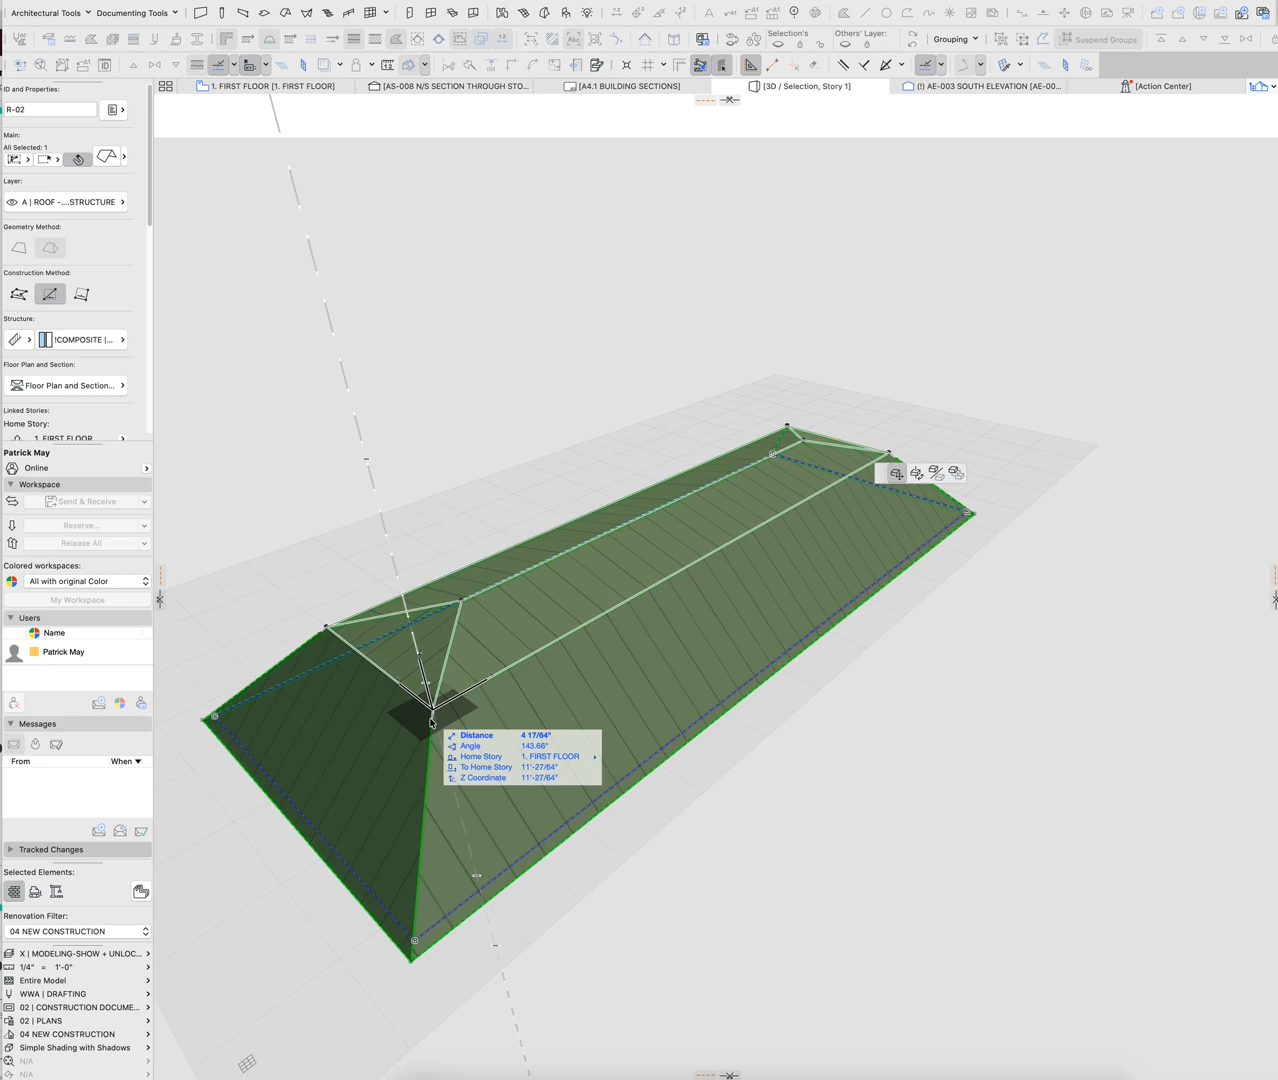 Architectural Tools Documenting Tools
Selection's Others' Layer: Grouping Suspend Groups
ID and Properties: 1. FIRST FLOOR [1. FIRST FLOOR] [AS-008 N/S SECTION THROUGH STO... [A4.1 BUILDING SECTIONS] [3D / Selection, Story 1] (!) AE-003 SOUTH ELEVATION [AE-00... [Action Center]
R-02
Main:
All Selected: 1
Layer:
A | ROOF -....STRUCTURE
Geometry Method:
Construction Method:
Structure:
!COMPOSITE |...
Floor Plan and Section:
Floor Plan and Section...
Linked Stories:
Home Story:
1. FIRST FLOOR
Patrick May
Online
Workspace
Send & Receive
Reserve...
Release All
Colored workspaces:
All with original Color
My Workspace
Users
Name
Patrick May
Messages
From When
Tracked Changes
Selected Elements:
Renovation Filter:
04 NEW CONSTRUCTION
X | MODELING-SHOW + UNLOC...
1/4" = 1'-0"
Entire Model
WWA | DRAFTING
02 | CONSTRUCTION DOCUME...
02 | PLANS
04 NEW CONSTRUCTION
Simple Shading with Shadows
N/A
N/A
Distance 4 17/64"
Angle 143.66°
Home Story 1. FIRST FLOOR
To Home Story 11'-27/64"
Z Coordinate 11'-27/64"